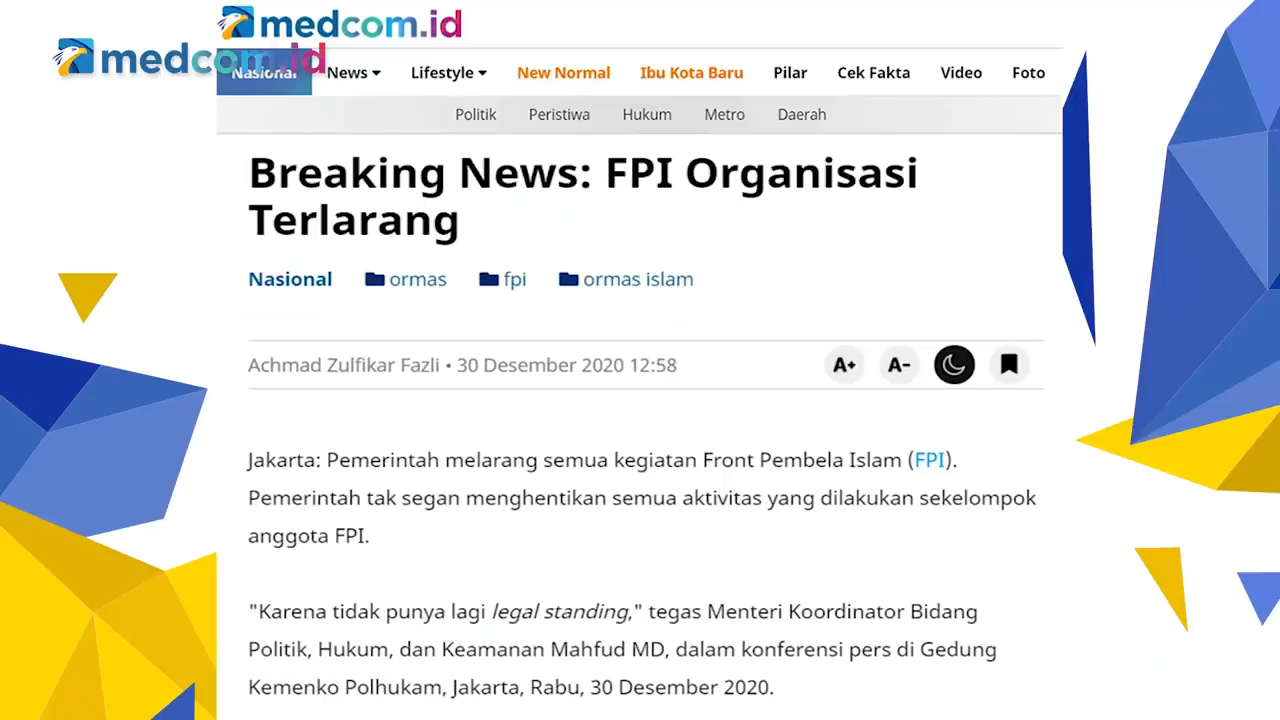 medcom.id
medcom.id
Nasional News Lifestyle New Normal Ibu Kota Baru Pilar Cek Fakta Video Foto
Politik Peristiwa Hukum Metro Daerah
Breaking News: FPI Organisasi
Terlarang
Nasional ormas fpi ormas islam
Achmad Zulfikar Fazli • 30 Desember 2020 12:58 A+ A-
Jakarta: Pemerintah melarang semua kegiatan Front Pembela Islam (FPI).
Pemerintah tak segan menghentikan semua aktivitas yang dilakukan sekelompok
anggota FPI.
"Karena tidak punya lagi legal standing," tegas Menteri Koordinator Bidang
Politik, Hukum, dan Keamanan Mahfud MD, dalam konferensi pers di Gedung
Kemenko Polhukam, Jakarta, Rabu, 30 Desember 2020.